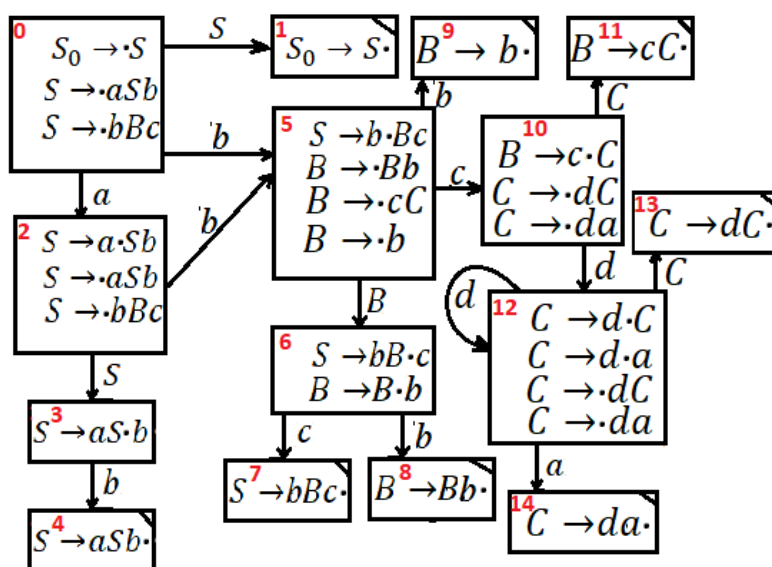 0
S₀ → ·S
S → ·aSb
S → ·bBc
S
1
S₀ → S·
B → b·
9
B → cC·
11
b
a
'b
'b
'b
5
S → b·Bc
B → ·Bb
B → ·cC
B → ·b
c
10
B → c·C
C → ·dC
C → ·da
C
13
C → dC·
2
S → a·Sb
S → ·aSb
S → ·bBc
B
d
C
d
12
C → d·C
C → d·a
C → ·dC
C → ·da
S
6
S → bB·c
B → B·b
3
S → aS·b
c
'b
a
b
7
S → bBc·
8
B → Bb·
14
C → da·
4
S → aSb·